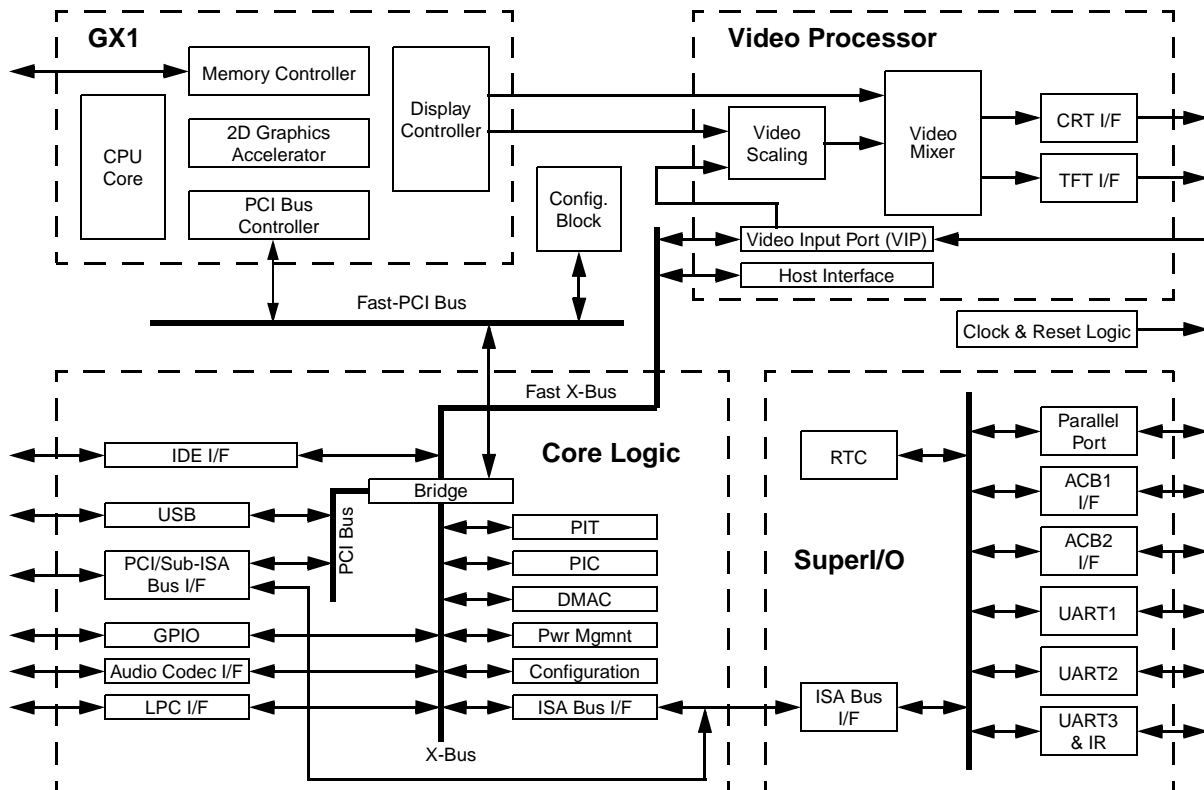 GX1
Memory Controller
CPU
Core
2D Graphics
Accelerator
PCI Bus
Controller
Display
Controller
Config.
Block
Fast-PCI Bus
Video Processor
Video
Scaling
Video
Mixer
CRT I/F
TFT I/F
Video Input Port (VIP)
Host Interface
Clock & Reset Logic
Fast X-Bus
Core Logic
IDE I/F
Bridge
USB
PCI Bus
PCI/Sub-ISA
Bus I/F
GPIO
Audio Codec I/F
LPC I/F
PIT
PIC
DMAC
Pwr Mgmnt
Configuration
ISA Bus I/F
X-Bus
SuperI/O
RTC
ISA Bus
I/F
Parallel
Port
ACB1
I/F
ACB2
I/F
UART1
UART2
UART3
& IR